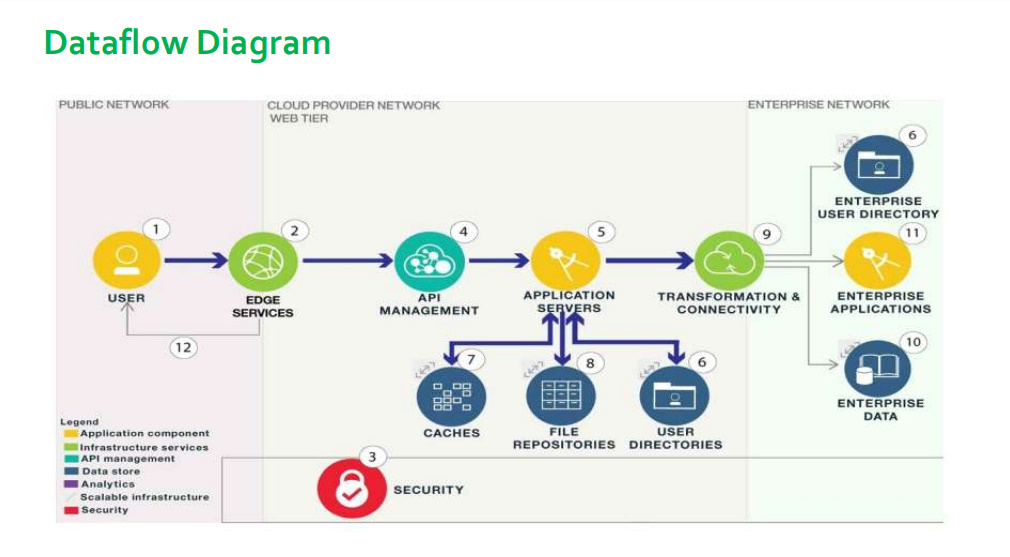 Dataflow Diagram
PUBLIC NETWORK
CLOUD PROVIDER NETWORK
WEB TIER
ENTERPRISE NETWORK
6
ENTERPRISE
USER DIRECTORY
1
2
4
5
9
11
USER
EDGE
SERVICES
API
MANAGEMENT
APPLICATION
SERVERS
TRANSFORMATION &
CONNECTIVITY
ENTERPRISE
APPLICATIONS
12
7
8
6
10
CACHES
FILE
REPOSITORIES
USER
DIRECTORIES
ENTERPRISE
DATA
Legend
Application component
Infrastructure services
API management
Data store
Analytics
Scalable infrastructure
Security
3
SECURITY